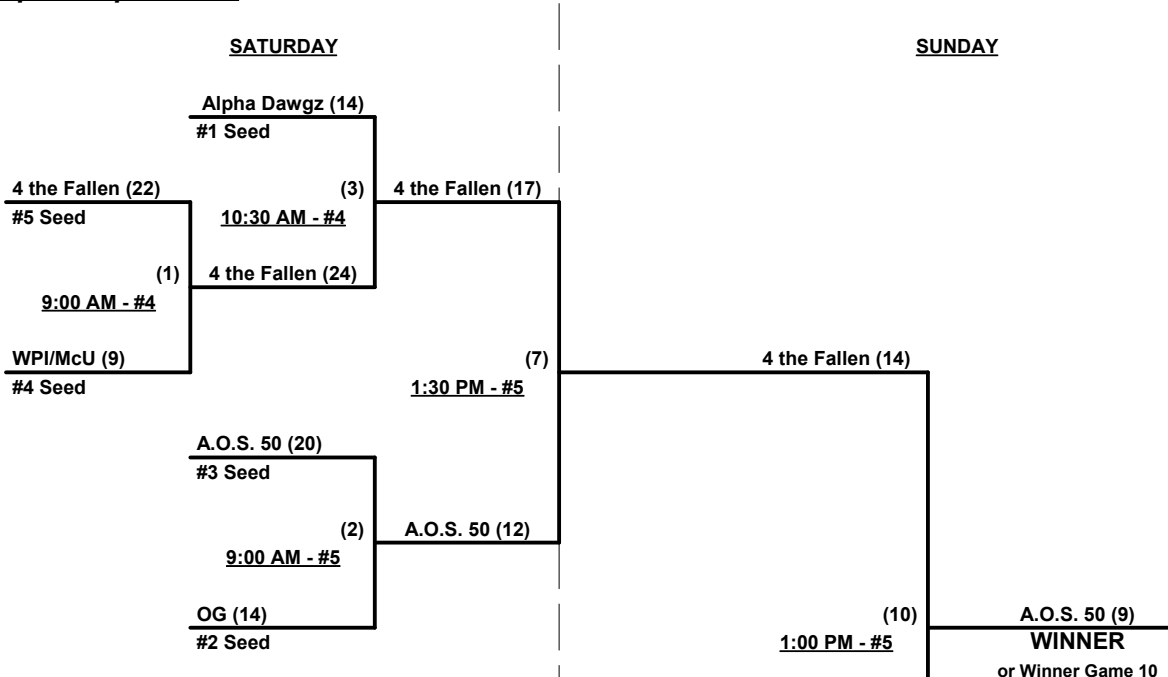 SATURDAY
SUNDAY
Alpha Dawgz (14)
#1 Seed
4 the Fallen (22)
(3)
4 the Fallen (17)
#5 Seed
10:30 AM - #4
(1)
4 the Fallen (24)
9:00 AM - #4
WPI/McU (9)
(7)
4 the Fallen (14)
#4 Seed
1:30 PM - #5
A.O.S. 50 (20)
#3 Seed
(2)
A.O.S. 50 (12)
9:00 AM - #5
OG (14)
(10)
A.O.S. 50 (9)
#2 Seed
1:00 PM - #5
WINNER
or Winner Game 10